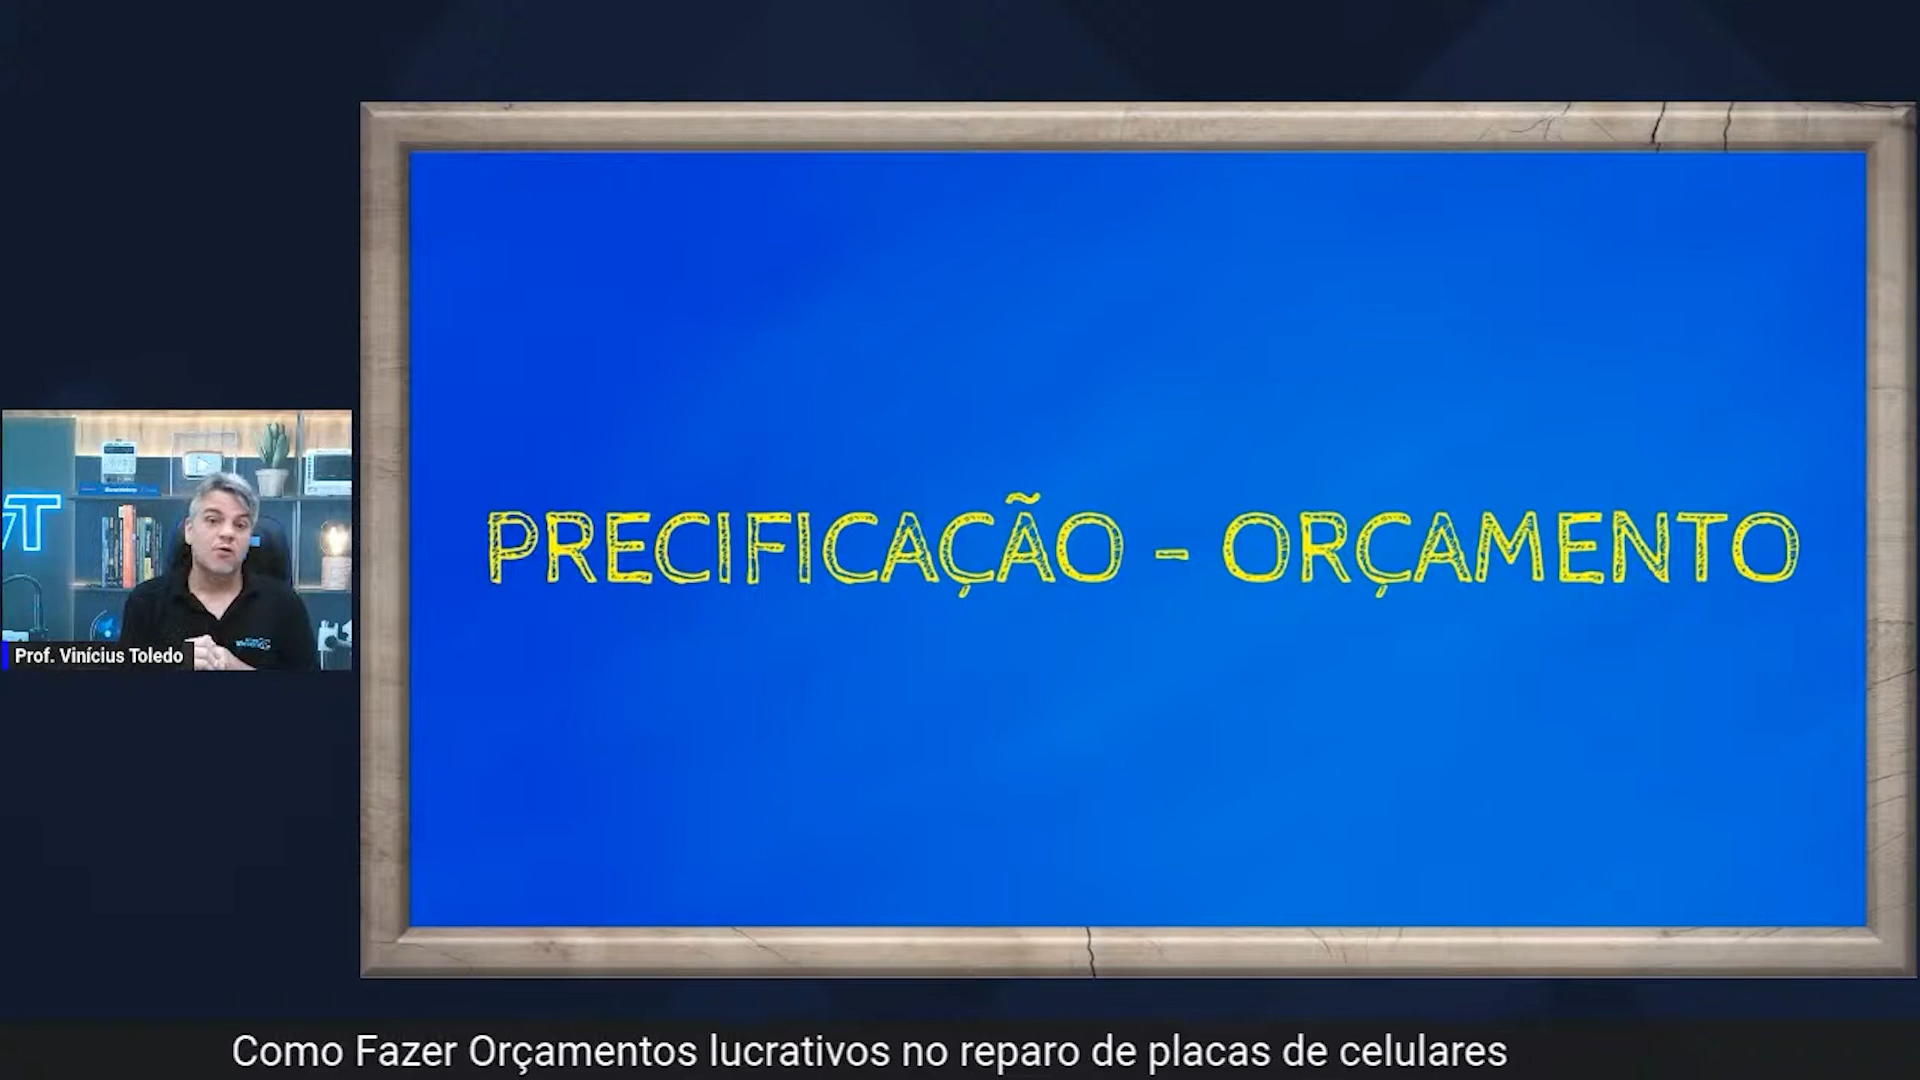 PRECIFICAÇÃO - ORÇAMENTO
Prof. Vinícius Toledo
Como Fazer Orçamentos lucrativos no reparo de placas de celulares